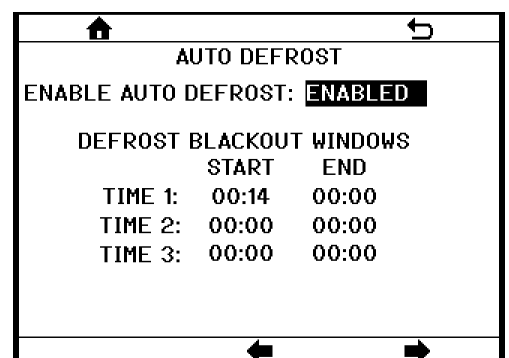 AUTO DEFROST
ENABLE AUTO DEFROST: ENABLED
DEFROST BLACKOUT WINDOWS
START END
TIME 1: 00:14 00:00
TIME 2: 00:00 00:00
TIME 3: 00:00 00:00